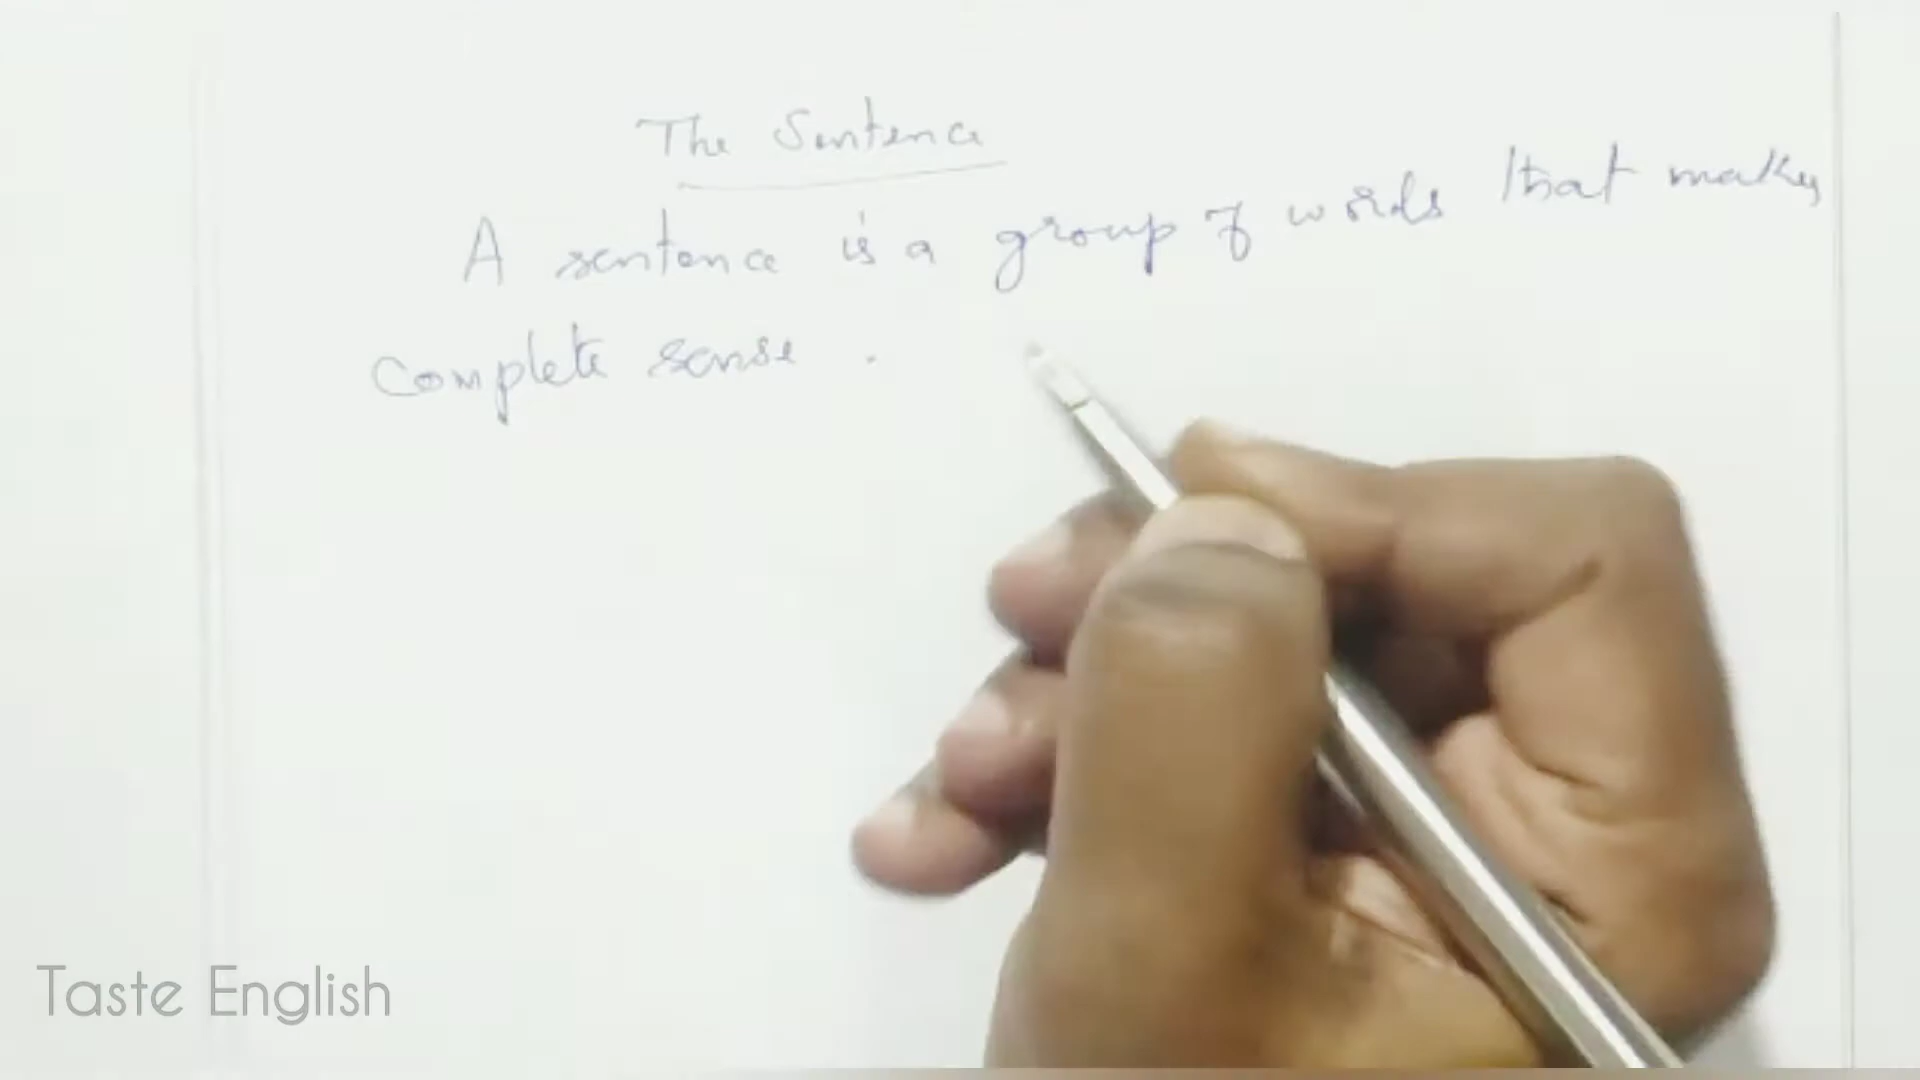 The Sentence
A sentence is a group of words that makes
complete sense .
Taste English